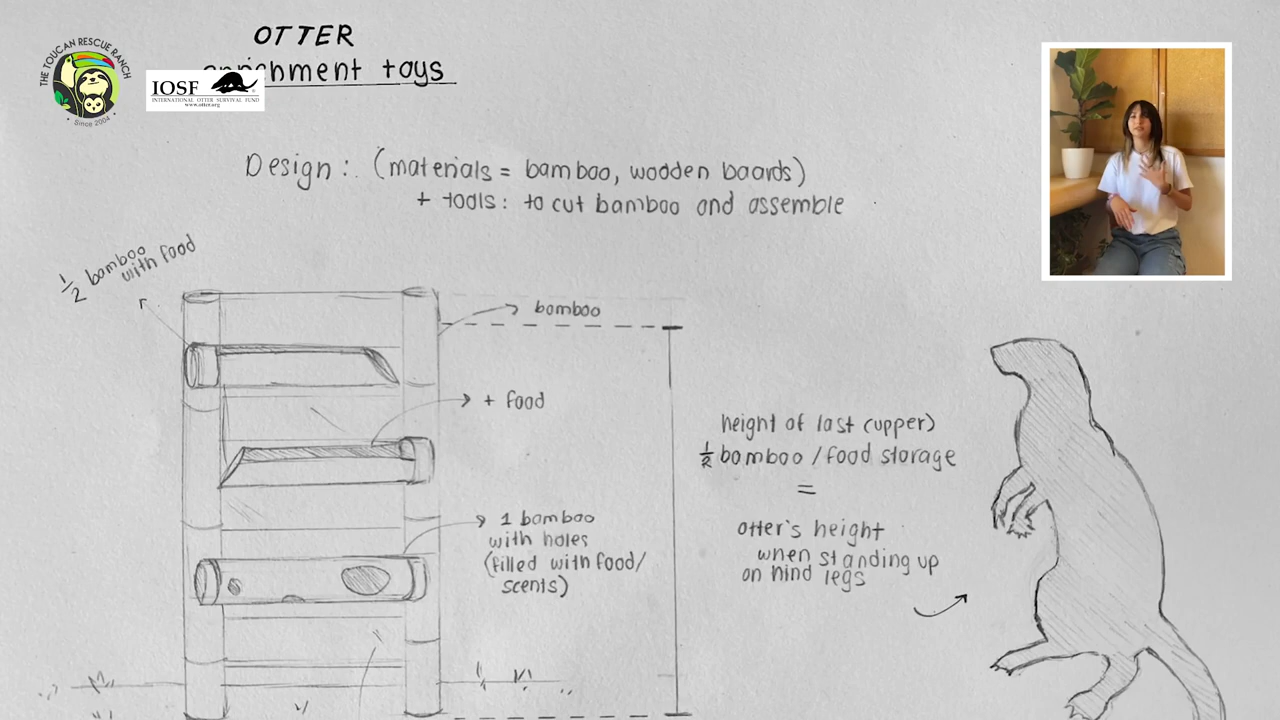 OTTER
enrichment toys
THE TOUCAN RESCUE RANCH
• Since 2004 •
IOSF
INTERNATIONAL OTTER SURVIVAL FUND
www.otter.org
Design: (materials = bamboo, wooden boards)
+ tools: to cut bamboo and assemble
1/2 bamboo
with food
bamboo
+ food
1 bamboo
with holes
(filled with food/
scents)
height of last (upper)
1/2 bamboo / food storage
=
otter's height
when standing up
on hind legs